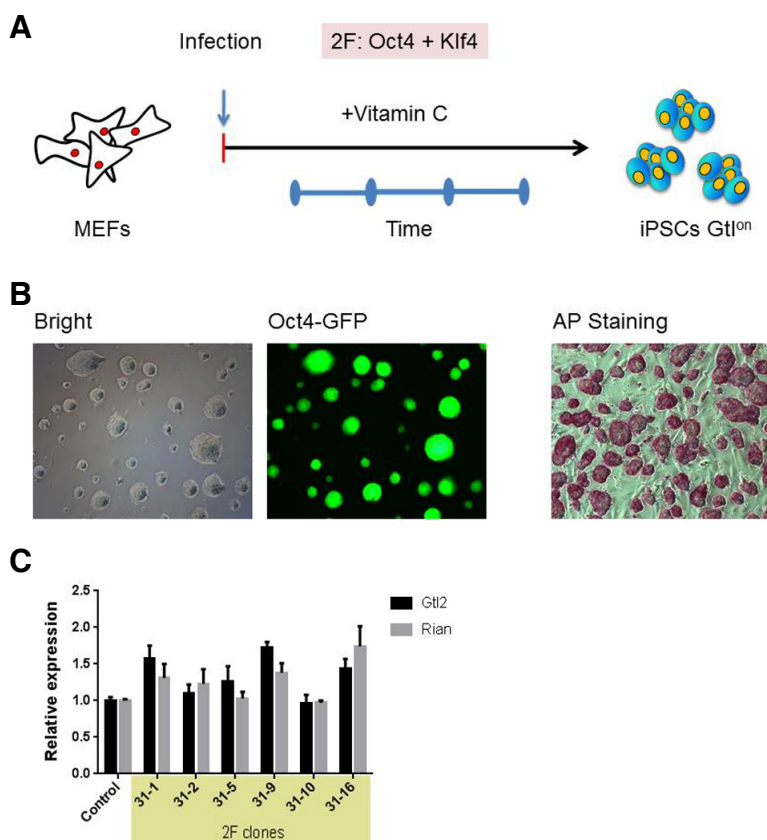 A
Infection
2F: Oct4 + Klf4
+Vitamin C
MEFs
Time
iPSCs Gtl^on
B
Bright
Oct4-GFP
AP Staining
C
Relative expression
2.5
2.0
1.5
1.0
0.5
0.0
Gtl2
Rian
Control
31-1
31-2
31-5
31-9
31-10
31-16
2F clones